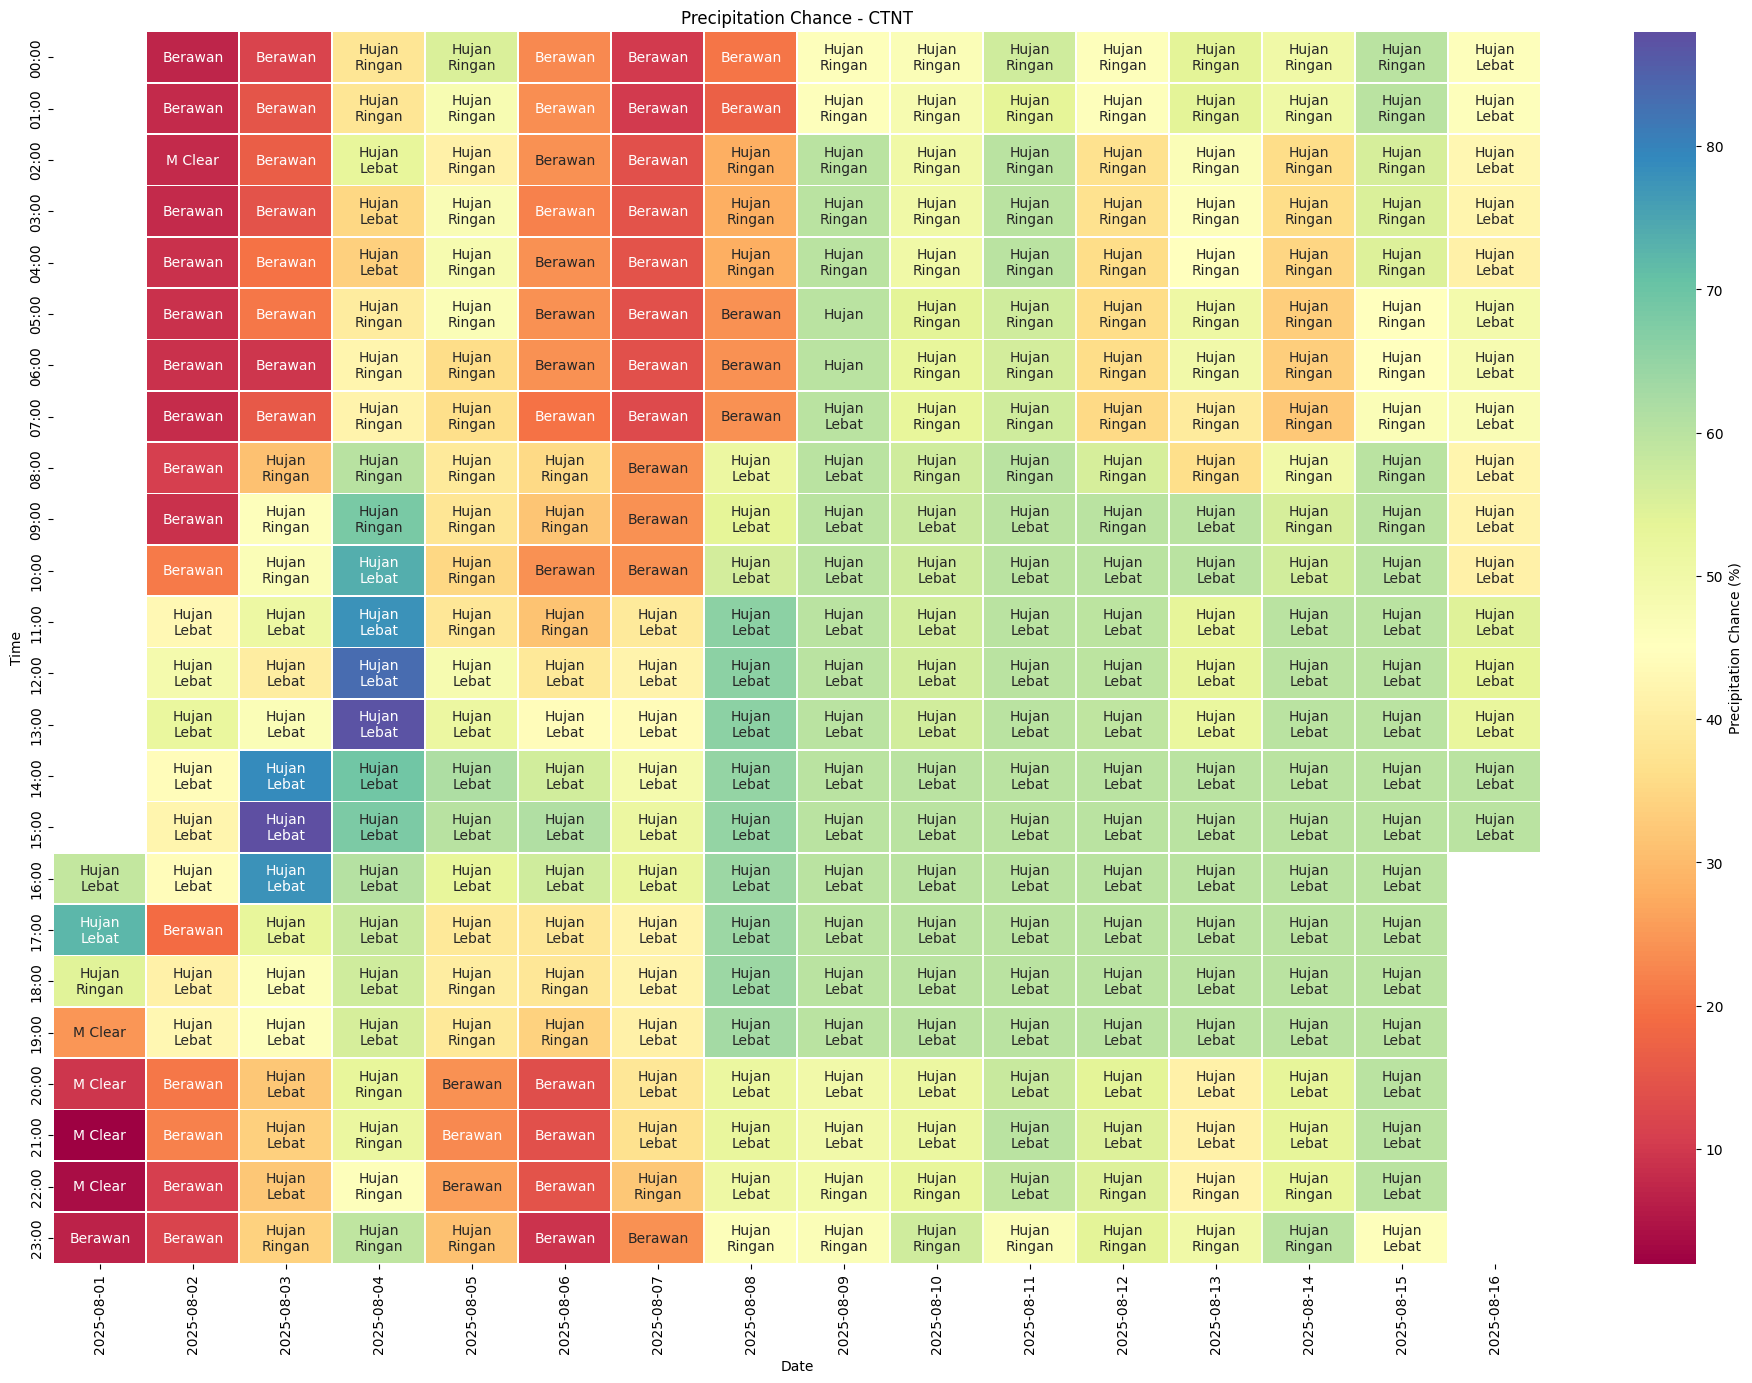 Precipitation Chance - CTNT
00:00 Berawan Berawan Hujan Ringan Hujan Ringan Berawan Berawan Berawan Hujan Ringan Hujan Ringan Hujan Ringan Hujan Ringan Hujan Ringan Hujan Ringan Hujan Ringan Hujan Lebat
01:00 Berawan Berawan Hujan Ringan Hujan Ringan Berawan Berawan Berawan Hujan Ringan Hujan Ringan Hujan Ringan Hujan Ringan Hujan Ringan Hujan Ringan Hujan Ringan Hujan Lebat
02:00 M Clear Berawan Hujan Lebat Hujan Ringan Berawan Berawan Hujan Ringan Hujan Ringan Hujan Ringan Hujan Ringan Hujan Ringan Hujan Ringan Hujan Ringan Hujan Ringan Hujan Lebat
03:00 Berawan Berawan Hujan Lebat Hujan Ringan Berawan Berawan Hujan Ringan Hujan Ringan Hujan Ringan Hujan Ringan Hujan Ringan Hujan Ringan Hujan Ringan Hujan Ringan Hujan Lebat
04:00 Berawan Berawan Hujan Lebat Hujan Ringan Berawan Berawan Hujan Ringan Hujan Ringan Hujan Ringan Hujan Ringan Hujan Ringan Hujan Ringan Hujan Ringan Hujan Ringan Hujan Lebat
05:00 Berawan Berawan Hujan Ringan Hujan Ringan Berawan Berawan Berawan Hujan Hujan Ringan Hujan Ringan Hujan Ringan Hujan Ringan Hujan Ringan Hujan Ringan Hujan Lebat
06:00 Berawan Berawan Hujan Ringan Hujan Ringan Berawan Berawan Berawan Hujan Hujan Ringan Hujan Ringan Hujan Ringan Hujan Ringan Hujan Ringan Hujan Ringan Hujan Lebat
07:00 Berawan Berawan Hujan Ringan Hujan Ringan Berawan Berawan Berawan Hujan Lebat Hujan Ringan Hujan Ringan Hujan Ringan Hujan Ringan Hujan Ringan Hujan Ringan Hujan Lebat
08:00 Berawan Hujan Ringan Hujan Ringan Hujan Ringan Hujan Ringan Berawan Hujan Lebat Hujan Lebat Hujan Ringan Hujan Ringan Hujan Ringan Hujan Ringan Hujan Ringan Hujan Ringan Hujan Lebat
09:00 Berawan Hujan Ringan Hujan Ringan Hujan Ringan Hujan Ringan Berawan Hujan Lebat Hujan Lebat Hujan Lebat Hujan Lebat Hujan Ringan Hujan Lebat Hujan Ringan Hujan Ringan Hujan Lebat
10:00 Berawan Hujan Ringan Hujan Lebat Hujan Ringan Berawan Berawan Hujan Lebat Hujan Lebat Hujan Lebat Hujan Lebat Hujan Lebat Hujan Lebat Hujan Lebat Hujan Lebat Hujan Lebat
11:00 Hujan Lebat Hujan Lebat Hujan Lebat Hujan Ringan Hujan Ringan Hujan Lebat Hujan Lebat Hujan Lebat Hujan Lebat Hujan Lebat Hujan Lebat Hujan Lebat Hujan Lebat Hujan Lebat Hujan Lebat
12:00 Hujan Lebat Hujan Lebat Hujan Lebat Hujan Lebat Hujan Lebat Hujan Lebat Hujan Lebat Hujan Lebat Hujan Lebat Hujan Lebat Hujan Lebat Hujan Lebat Hujan Lebat Hujan Lebat Hujan Lebat
13:00 Hujan Lebat Hujan Lebat Hujan Lebat Hujan Lebat Hujan Lebat Hujan Lebat Hujan Lebat Hujan Lebat Hujan Lebat Hujan Lebat Hujan Lebat Hujan Lebat Hujan Lebat Hujan Lebat Hujan Lebat
14:00 Hujan Lebat Hujan Lebat Hujan Lebat Hujan Lebat Hujan Lebat Hujan Lebat Hujan Lebat Hujan Lebat Hujan Lebat Hujan Lebat Hujan Lebat Hujan Lebat Hujan Lebat Hujan Lebat Hujan Lebat
15:00 Hujan Lebat Hujan Lebat Hujan Lebat Hujan Lebat Hujan Lebat Hujan Lebat Hujan Lebat Hujan Lebat Hujan Lebat Hujan Lebat Hujan Lebat Hujan Lebat Hujan Lebat Hujan Lebat Hujan Lebat
16:00 Hujan Lebat Hujan Lebat Hujan Lebat Hujan Lebat Hujan Lebat Hujan Lebat Hujan Lebat Hujan Lebat Hujan Lebat Hujan Lebat Hujan Lebat Hujan Lebat Hujan Lebat Hujan Lebat Hujan Lebat
17:00 Hujan Lebat Berawan Hujan Lebat Hujan Lebat Hujan Lebat Hujan Lebat Hujan Lebat Hujan Lebat Hujan Lebat Hujan Lebat Hujan Lebat Hujan Lebat Hujan Lebat Hujan Lebat Hujan Lebat
18:00 Hujan Ringan Hujan Lebat Hujan Lebat Hujan Lebat Hujan Ringan Hujan Ringan Hujan Lebat Hujan Lebat Hujan Lebat Hujan Lebat Hujan Lebat Hujan Lebat Hujan Lebat Hujan Lebat Hujan Lebat
19:00 M Clear Hujan Lebat Hujan Lebat Hujan Lebat Hujan Ringan Hujan Ringan Hujan Lebat Hujan Lebat Hujan Lebat Hujan Lebat Hujan Lebat Hujan Lebat Hujan Lebat Hujan Lebat Hujan Lebat
20:00 M Clear Berawan Hujan Lebat Hujan Ringan Berawan Berawan Hujan Lebat Hujan Lebat Hujan Lebat Hujan Lebat Hujan Lebat Hujan Lebat Hujan Lebat Hujan Lebat Hujan Lebat
21:00 M Clear Berawan Hujan Lebat Hujan Ringan Berawan Berawan Hujan Lebat Hujan Lebat Hujan Lebat Hujan Lebat Hujan Lebat Hujan Lebat Hujan Lebat Hujan Lebat Hujan Lebat
22:00 M Clear Berawan Hujan Lebat Hujan Ringan Berawan Berawan Hujan Ringan Hujan Lebat Hujan Ringan Hujan Ringan Hujan Lebat Hujan Ringan Hujan Ringan Hujan Ringan Hujan Lebat
23:00 Berawan Berawan Hujan Ringan Hujan Ringan Hujan Ringan Berawan Berawan Hujan Ringan Hujan Ringan Hujan Ringan Hujan Ringan Hujan Ringan Hujan Ringan Hujan Ringan Hujan Lebat
Time
2025-08-01 2025-08-02 2025-08-03 2025-08-04 2025-08-05 2025-08-06 2025-08-07 2025-08-08 2025-08-09 2025-08-10 2025-08-11 2025-08-12 2025-08-13 2025-08-14 2025-08-15 2025-08-16
Date
80
70
60
50
40
30
20
10
Precipitation Chance (%)